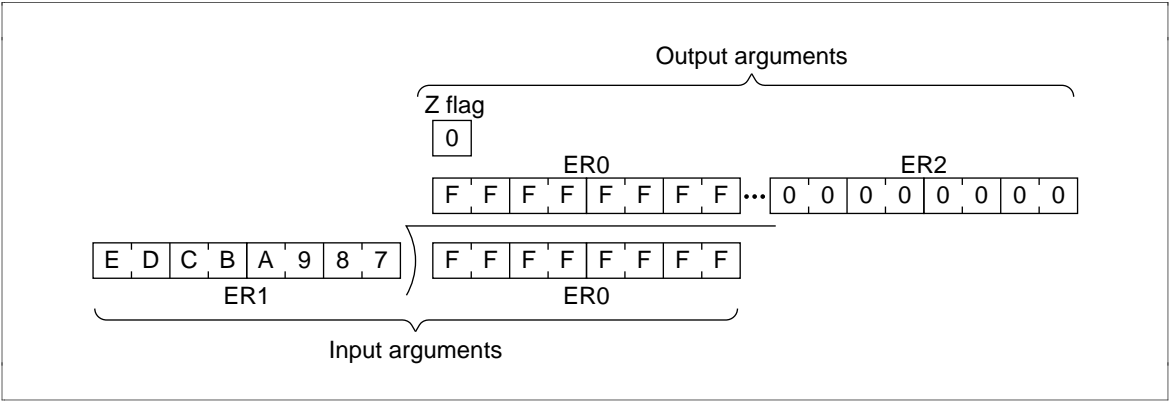 Output arguments
Z flag
0
ER0 ER2
F F F F F F F F ••• 0 0 0 0 0 0 0 0
E D C B A 9 8 7 F F F F F F F F
ER1 ER0
Input arguments